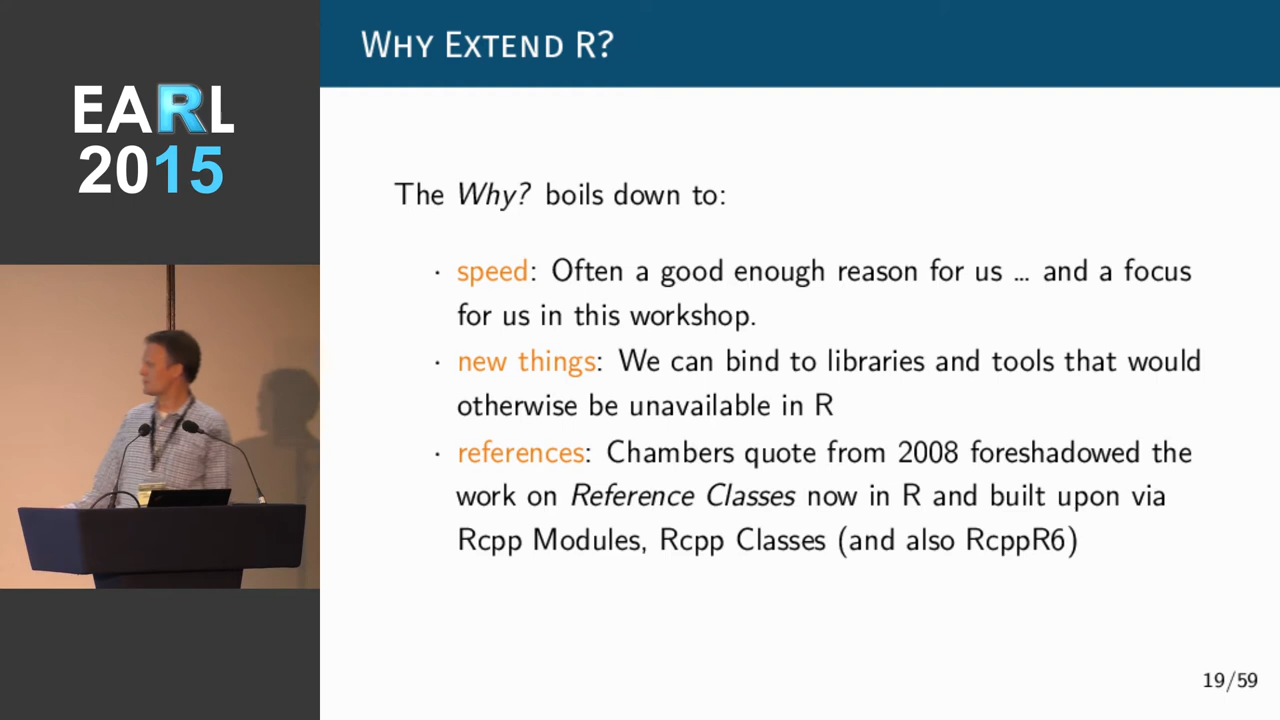 EARL
2015
WHY EXTEND R?
The Why? boils down to:
· speed: Often a good enough reason for us … and a focus
for us in this workshop.
· new things: We can bind to libraries and tools that would
otherwise be unavailable in R
· references: Chambers quote from 2008 foreshadowed the
work on Reference Classes now in R and built upon via
Rcpp Modules, Rcpp Classes (and also RcppR6)
19/59